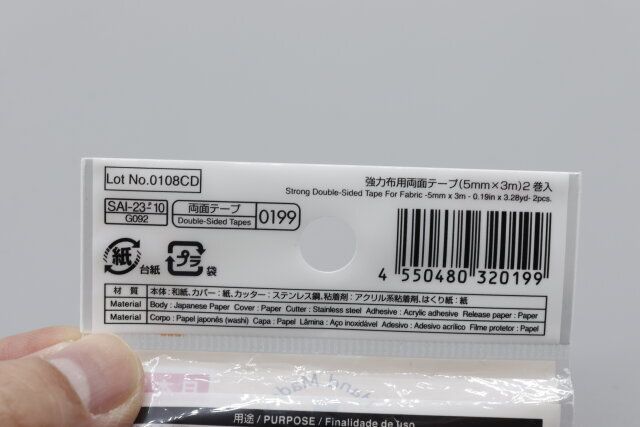 Lot No.0108CD
強力布用両面テープ(5mm×3m)2巻入
Strong Double-Sided Tape For Fabric -5mm x 3m - 0.19in x 3.28yd- 2pcs.
SAI-23-10
G092
両面テープ
Double-Sided Tapes
0199
紙
台紙
プラ
袋
4 550480 320199
材 質 本体:和紙、カバー:紙、カッター:ステンレス鋼、粘着剤:アクリル系粘着剤、はくり紙:紙
Material Body : Japanese Paper Cover : Paper Cutter : Stainless steel Adhesive : Acrylic adhesive Release paper : Paper
Material Corpo : Papel japonês (washi) Capa : Papel Lâmina : Aço inoxidável Adesivo : Adesivo acrílico Filme protetor : Papel
用途 / PURPOSE / Finalidade de uso